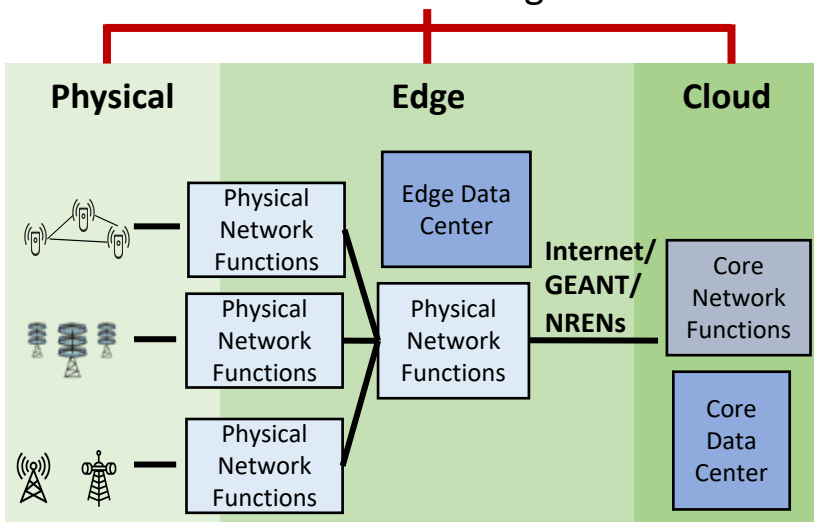 Physical
Edge
Cloud
Physical
Network
Functions
Edge Data
Center
Internet/
GEANT/
NRENs
Core
Network
Functions
Physical
Network
Functions
Physical
Network
Functions
Core
Data
Center
Physical
Network
Functions